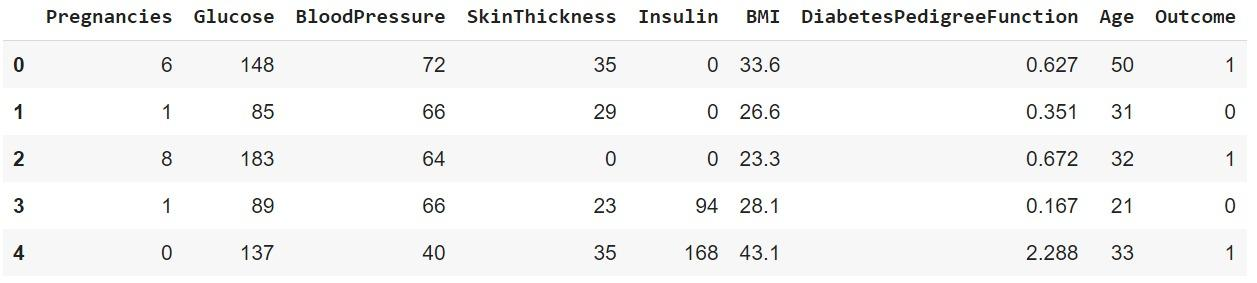 Pregnancies Glucose BloodPressure SkinThickness Insulin BMI DiabetesPedigreeFunction Age Outcome
0 6 148 72 35 0 33.6 0.627 50 1
1 1 85 66 29 0 26.6 0.351 31 0
2 8 183 64 0 0 23.3 0.672 32 1
3 1 89 66 23 94 28.1 0.167 21 0
4 0 137 40 35 168 43.1 2.288 33 1